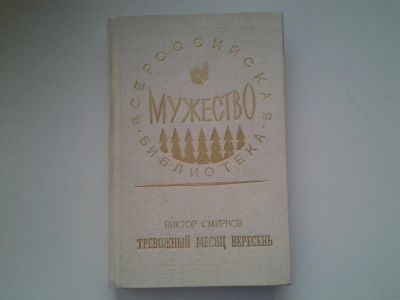 ВСЕРОССИЙСКАЯ
МУЖЕСТВО
·БИБЛИОТЕКА·
ВИКТОР СМИРНОВ
ТРЕВОЖНЫЙ МЕСЯЦ ВЕРЕСЕНЬ